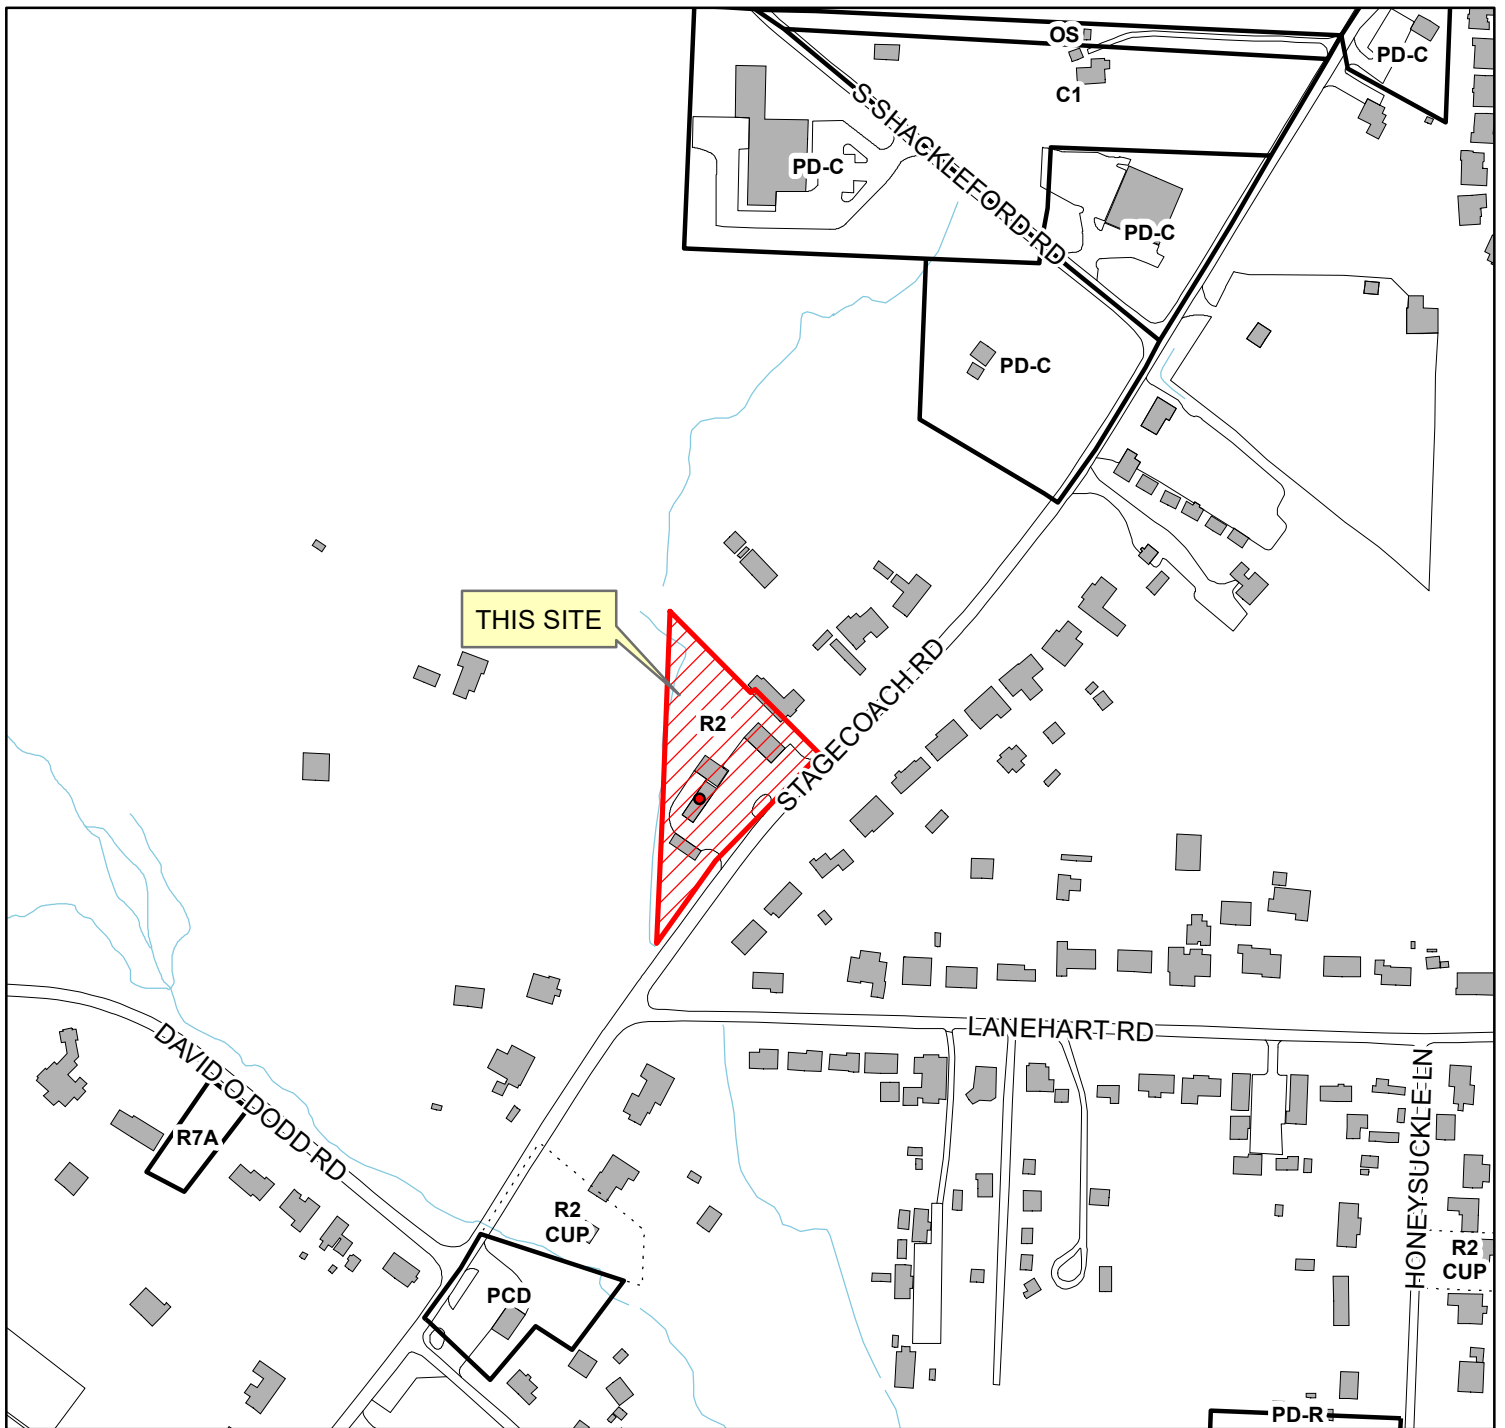 OS
PD-C
C1
S SHACKLEFORD RD
PD-C
PD-C
PD-C
THIS SITE
STAGECOACH RD
R2
LANEHART RD
DAVID O DODD RD
HONEYSUCKLE LN
R7A
R2
CUP
R2
CUP
PCD
PD-R